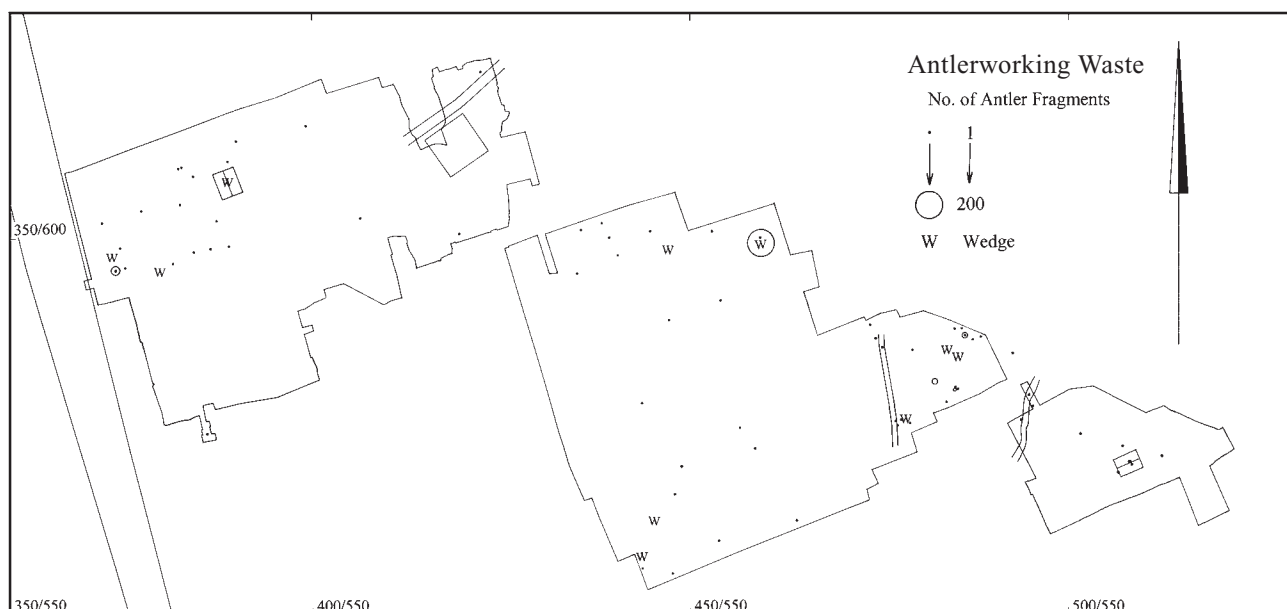 Antlerworking Waste
No. of Antler Fragments
1
200
W Wedge
W
350/600
W
W
W
W
W
W
W
W
W
350/550 400/550 450/550 500/550